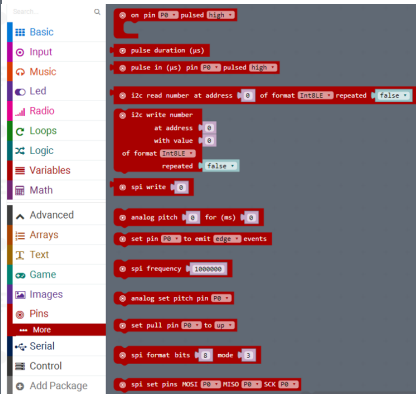 Search...
Basic
Input
Music
Led
Radio
Loops
Logic
Variables
Math
Advanced
Arrays
Text
Game
Images
Pins
More
Serial
Control
Add Package
on pin P0 pulsed high
pulse duration (µs)
pulse in (µs) pin P0 pulsed high
i2c read number at address 0 of format Int8LE repeated false
i2c write number
at address 0
with value 0
of format Int8LE
repeated false
spi write 0
analog pitch 0 for (ms) 0
set pin P0 to emit edge events
spi frequency 1000000
analog set pitch pin P0
set pull pin P0 to up
spi format bits 8 mode 3
spi set pins MOSI P0 MISO P0 SCK P0